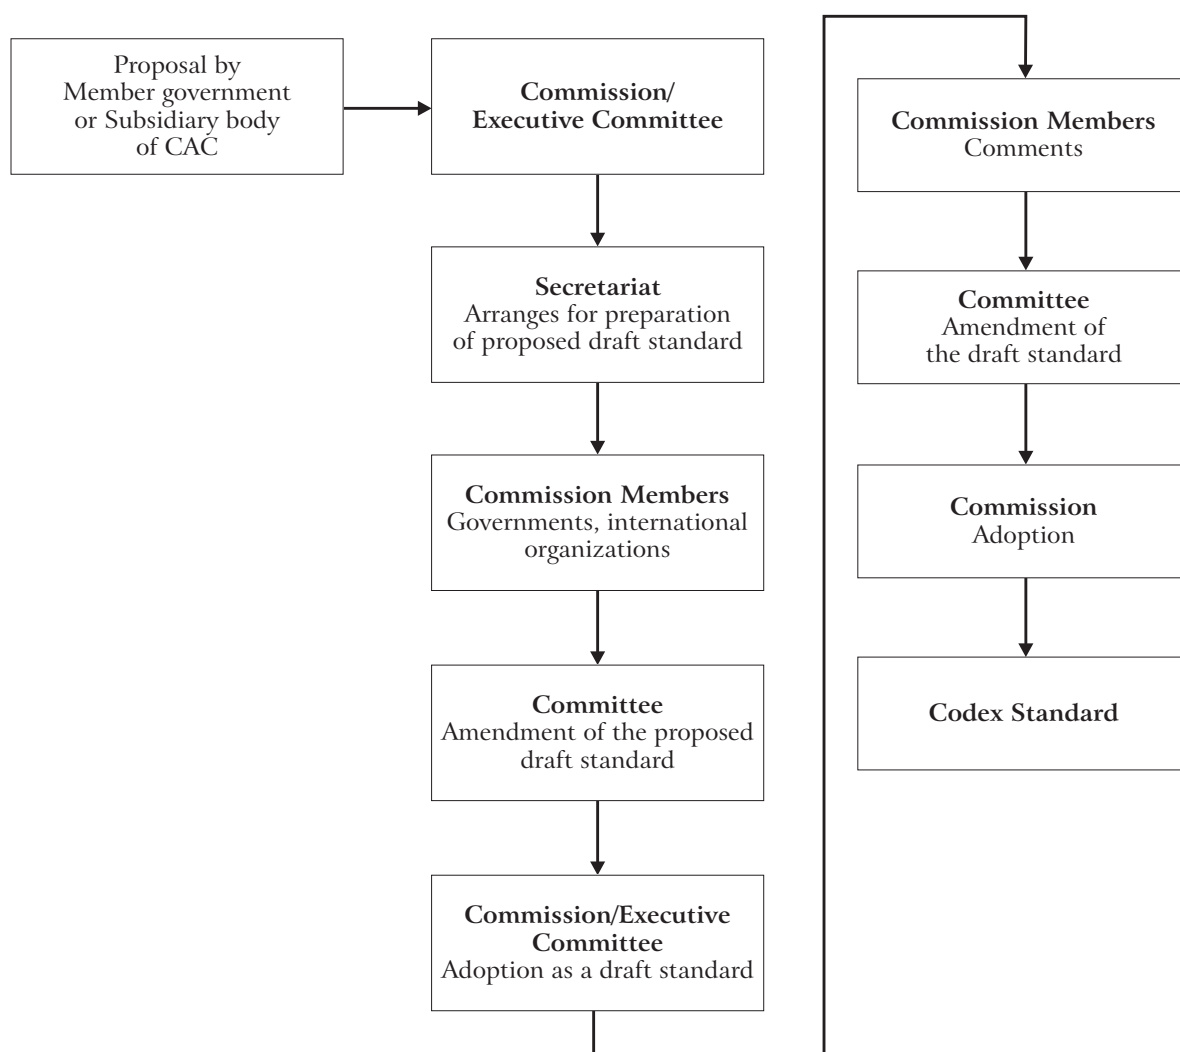 Proposal by
Member government
or Subsidiary body
of CAC
Commission/
Executive Committee
Secretariat
Arranges for preparation
of proposed draft standard
Commission Members
Governments, international
organizations
Committee
Amendment of the proposed
draft standard
Commission/Executive
Committee
Adoption as a draft standard
Commission Members
Comments
Committee
Amendment of
the draft standard
Commission
Adoption
Codex Standard